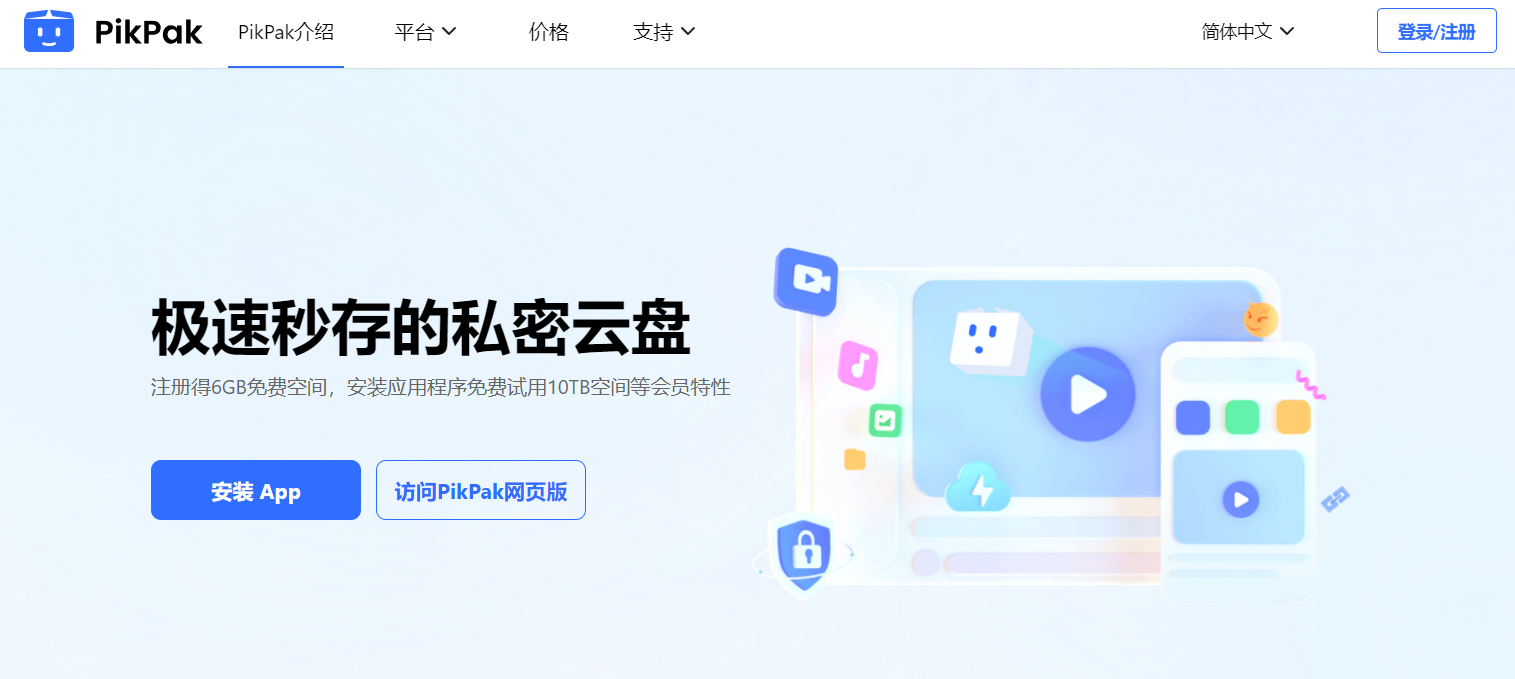 PikPak
PikPak介绍
平台
价格
支持
简体中文
登录/注册
极速秒存的私密云盘
注册得6GB免费空间，安装应用程序免费试用10TB空间等会员特性
安装 App
访问PikPak网页版